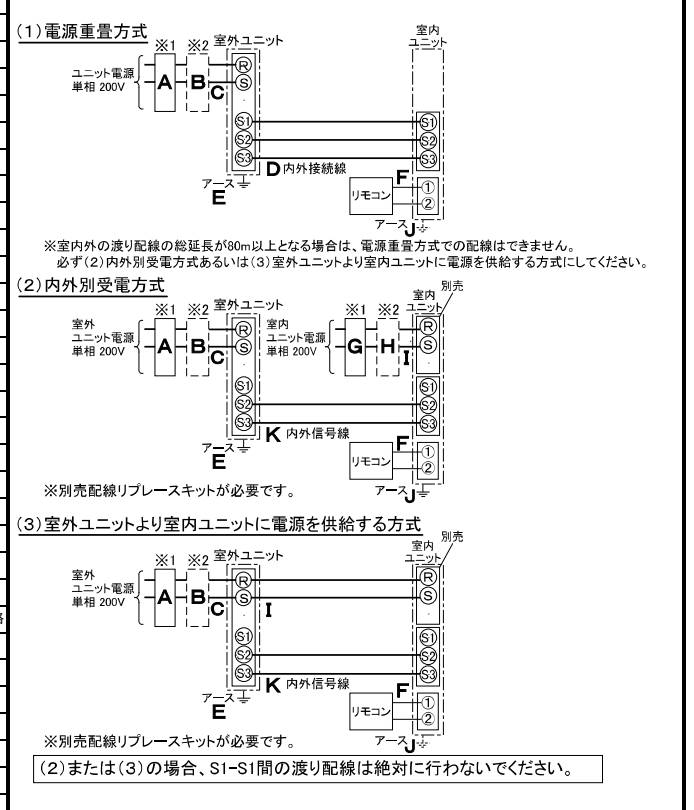 (1)電源重畳方式
※1 ※2 室外ユニット 室内
ユニット
ユニット電源
単相 200V
A B C R S
S1 S1
S2 S2
S3 S3
D 内外接続線
アース
E
F
リモコン ① ②
アース J
※室内外の渡り配線の総延長が80m以上となる場合は、電源重畳方式での配線はできません。
必ず(2)内外別受電方式あるいは(3)室外ユニットより室内ユニットに電源を供給する方式にしてください。
(2)内外別受電方式
※1 ※2 室外ユニット ※1 ※2 室内
ユニット
別売
室外
ユニット電源
単相 200V
A B C R S
室内
ユニット電源
単相 200V
G H I R S
S1 S1
S2 S2
S3 S3
K 内外信号線
アース
E
F
リモコン ① ②
アース J
※別売配線リプレースキットが必要です。
(3)室外ユニットより室内ユニットに電源を供給する方式
※1 ※2 室外ユニット 室内
ユニット
別売
室外
ユニット電源
単相 200V
A B C R S I R S
S1 S1
S2 S2
S3 S3
K 内外信号線
アース
E
F
リモコン ① ②
アース J
※別売配線リプレースキットが必要です。
(2)または(3)の場合、S1-S1間の渡り配線は絶対に行わないでください。